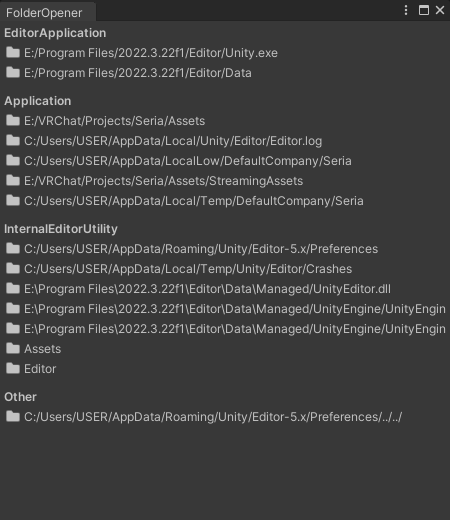 FolderOpener
EditorApplication
E:/Program Files/2022.3.22f1/Editor/Unity.exe
E:/Program Files/2022.3.22f1/Editor/Data
Application
E:/VRChat/Projects/Seria/Assets
C:/Users/USER/AppData/Local/Unity/Editor/Editor.log
C:/Users/USER/AppData/LocalLow/DefaultCompany/Seria
E:/VRChat/Projects/Seria/Assets/StreamingAssets
C:/Users/USER/AppData/Local/Temp/DefaultCompany/Seria
InternalEditorUtility
C:/Users/USER/AppData/Roaming/Unity/Editor-5.x/Preferences
C:/Users/USER/AppData/Local/Temp/Unity/Editor/Crashes
E:\Program Files\2022.3.22f1\Editor\Data\Managed/UnityEditor.dll
E:\Program Files\2022.3.22f1\Editor\Data\Managed/UnityEngine/UnityEngin
E:\Program Files\2022.3.22f1\Editor\Data\Managed/UnityEngine/UnityEngin
Assets
Editor
Other
C:/Users/USER/AppData/Roaming/Unity/Editor-5.x/Preferences/../../